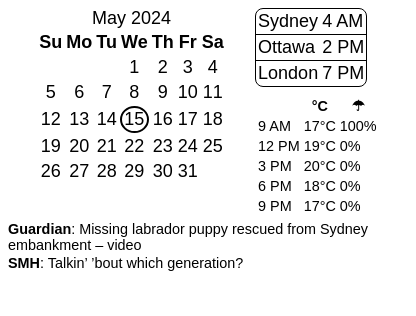 May 2024
Su Mo Tu We Th Fr Sa
1 2 3 4
5 6 7 8 9 10 11
12 13 14 15 16 17 18
19 20 21 22 23 24 25
26 27 28 29 30 31
Sydney 4 AM
Ottawa 2 PM
London 7 PM
°C ☂
9 AM 17°C 100%
12 PM 19°C 0%
3 PM 20°C 0%
6 PM 18°C 0%
9 PM 17°C 0%
Guardian: Missing labrador puppy rescued from Sydney
embankment – video
SMH: Talkin’ ’bout which generation?